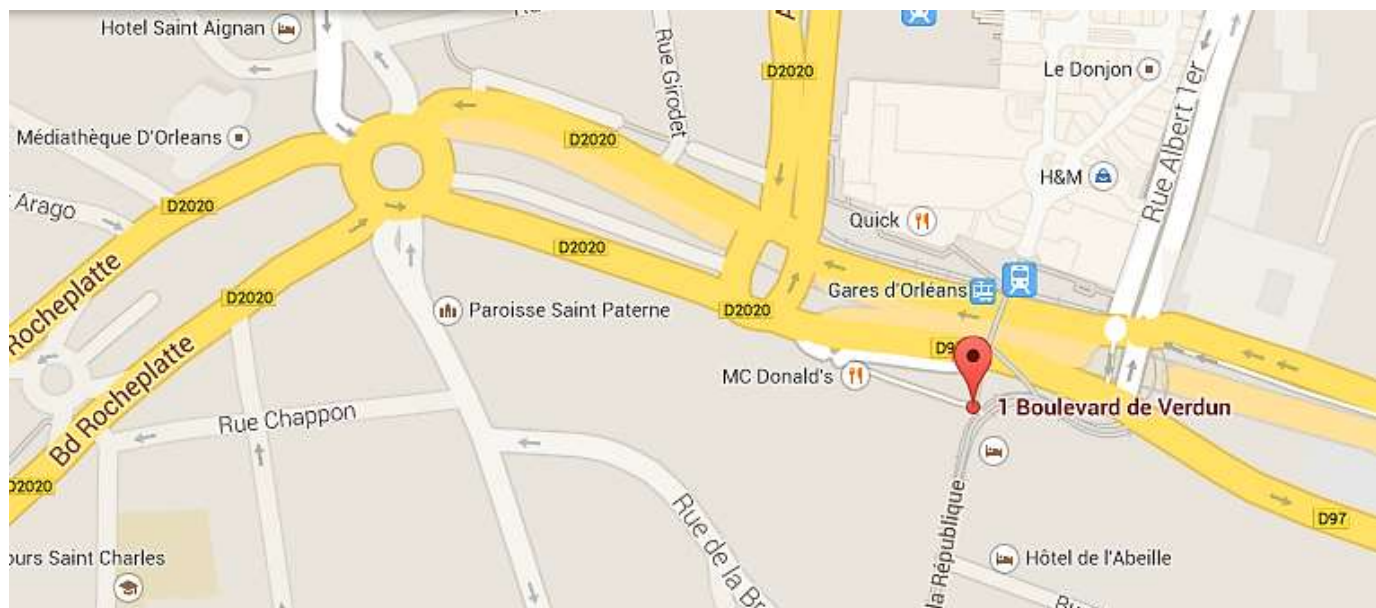 Hotel Saint Aignan
D2020
Rue Girodet
Le Donjon
Rue Albert 1er
Médiathèque D'Orleans
D2020
H&M
Arago
D2020
Quick
D2020
Rocheplatte
D2020
Gares d'Orléans
Paroisse Saint Paterne
D2020
Bd Rocheplatte
MC Donald's
1 Boulevard de Verdun
Rue Chappon
D2020
Rue de la
la République
D97
Saint Charles
Hôtel de l'Abeille